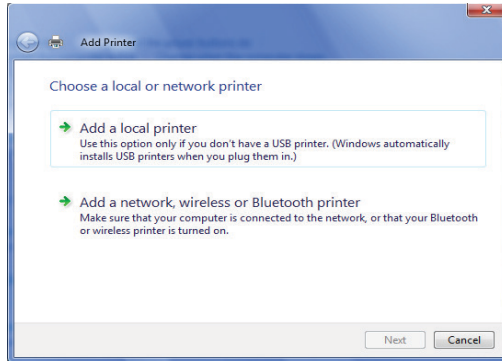 Add Printer
Choose a local or network printer
Add a local printer
Use this option only if you don't have a USB printer. (Windows automatically
installs USB printers when you plug them in.)
Add a network, wireless or Bluetooth printer
Make sure that your computer is connected to the network, or that your Bluetooth
or wireless printer is turned on.
Next
Cancel